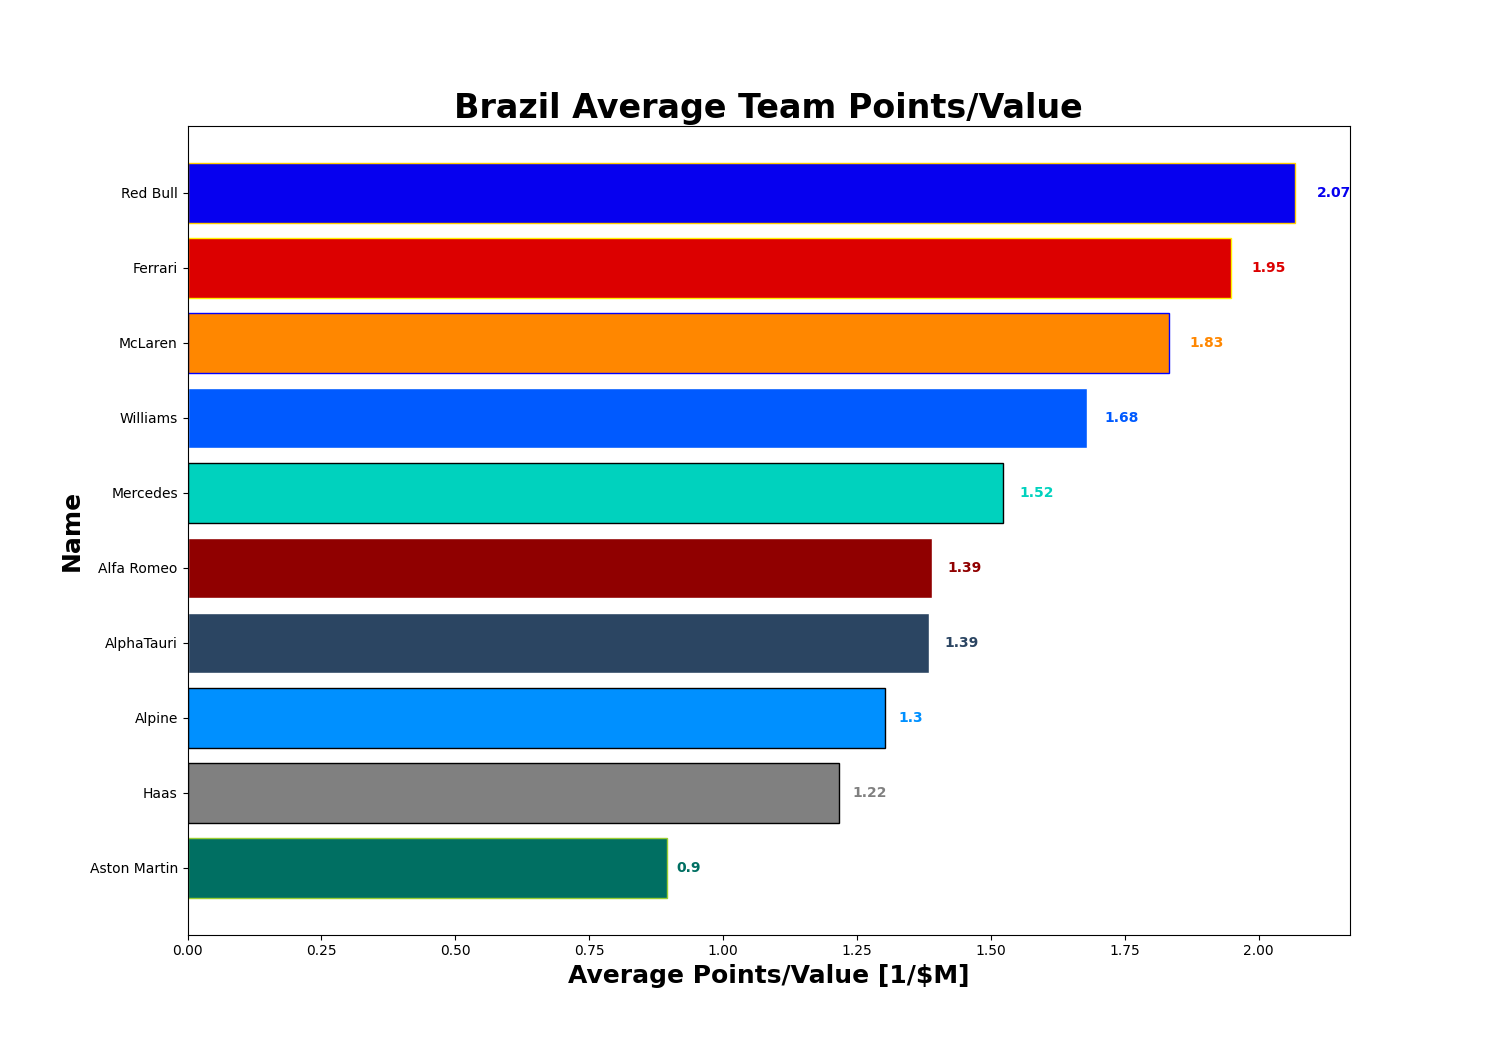 Brazil Average Team Points/Value
Red Bull 2.07
Ferrari 1.95
McLaren 1.83
Williams 1.68
Mercedes 1.52
Alfa Romeo 1.39
AlphaTauri 1.39
Alpine 1.3
Haas 1.22
Aston Martin 0.9
Name
0.00 0.25 0.50 0.75 1.00 1.25 1.50 1.75 2.00
Average Points/Value [1/$M]